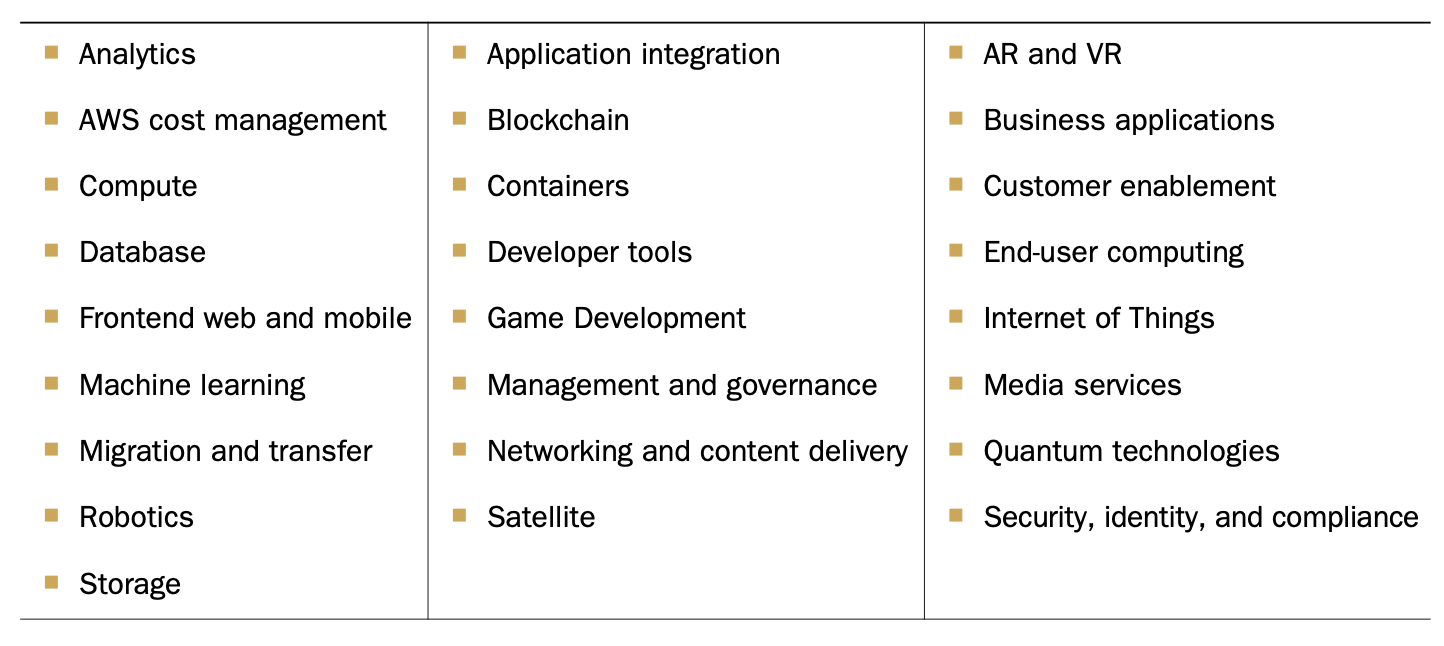 Analytics
AWS cost management
Compute
Database
Frontend web and mobile
Machine learning
Migration and transfer
Robotics
Storage
Application integration
Blockchain
Containers
Developer tools
Game Development
Management and governance
Networking and content delivery
Satellite
AR and VR
Business applications
Customer enablement
End-user computing
Internet of Things
Media services
Quantum technologies
Security, identity, and compliance